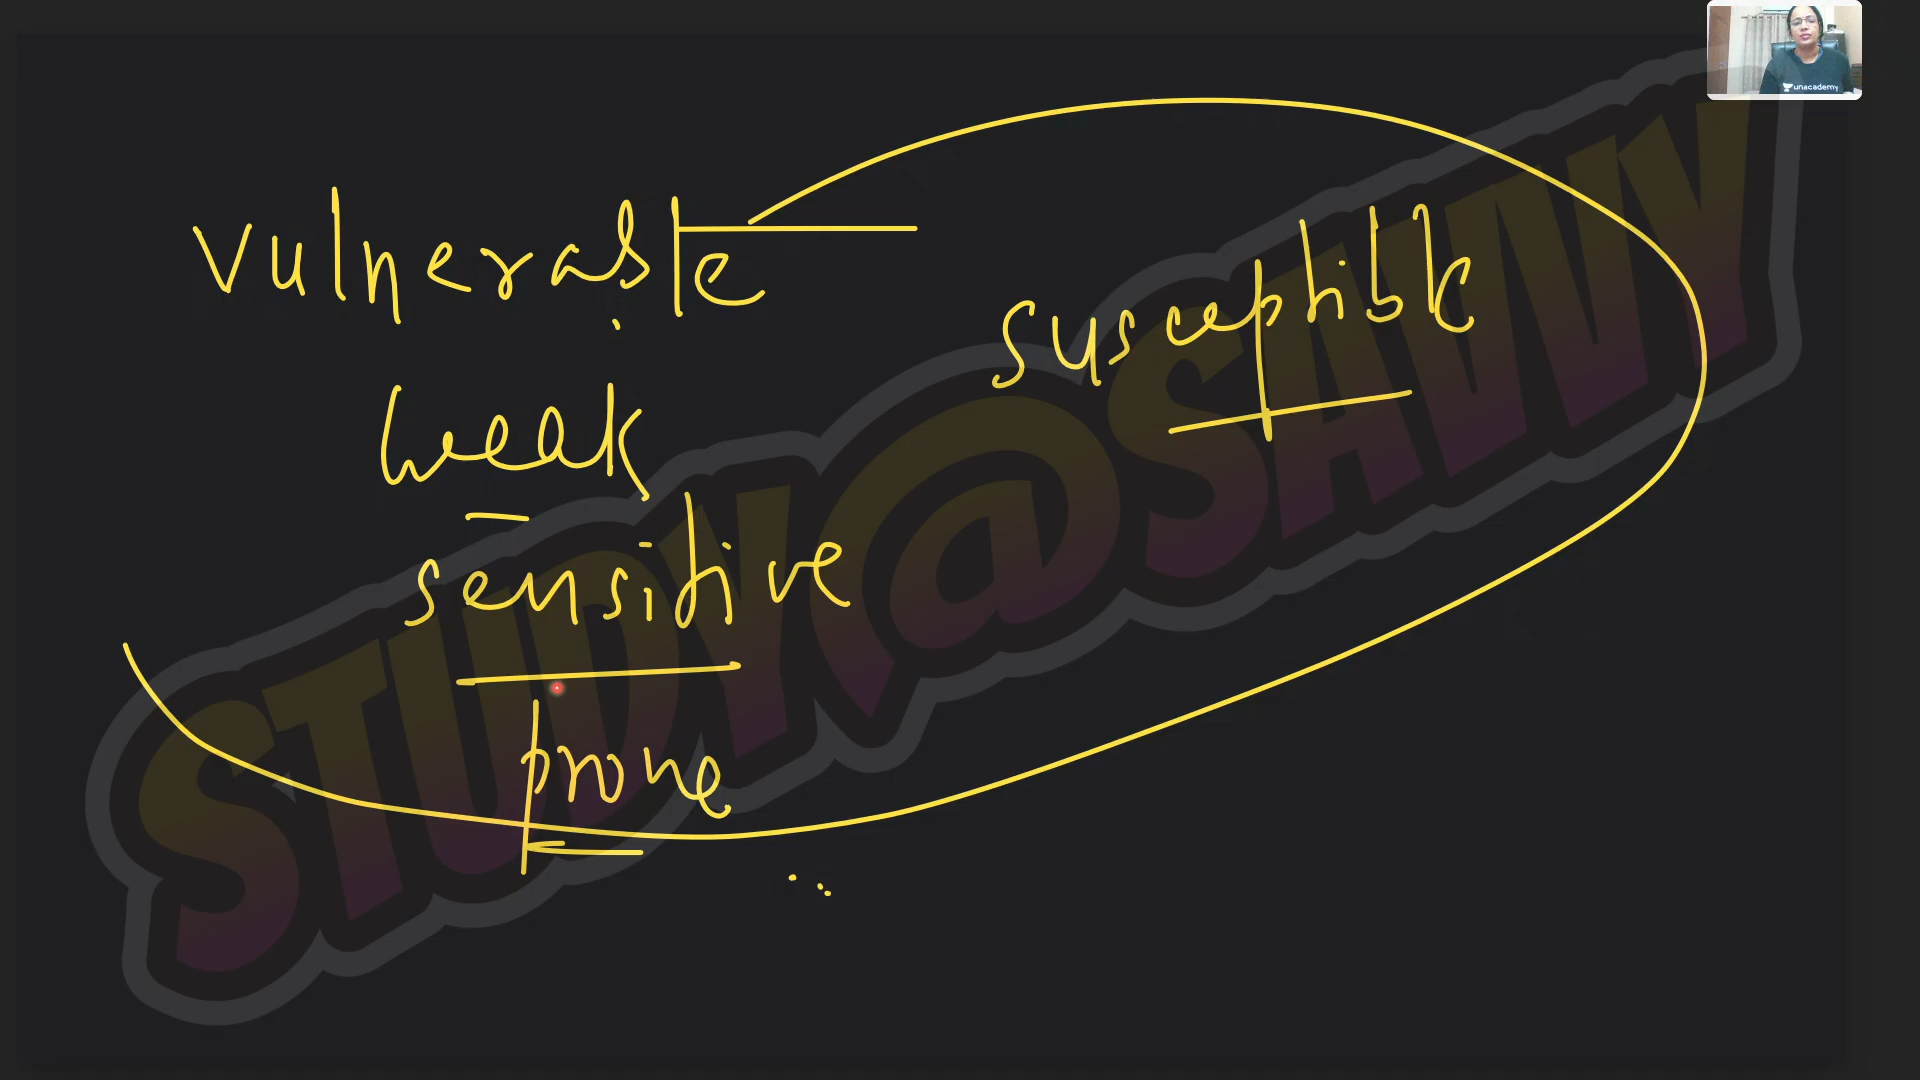 unacademy
vulnerable
susceptible
weak
sensitive
prone
STUDY@SAVVY